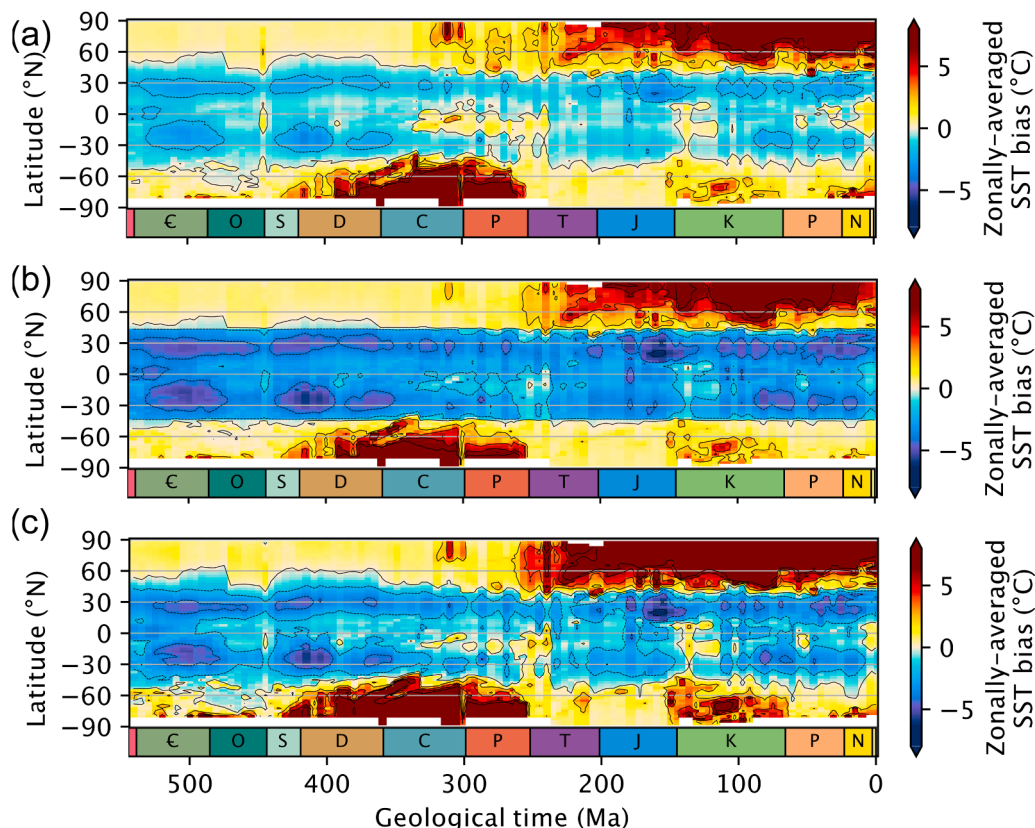 (a)
90
60
30
0
−30
−60
−90
Latitude (°N)
Ꞓ O S D C P T J K P N
5
0
−5
Zonally-averaged
SST bias (°C)
(b)
90
60
30
0
−30
−60
−90
Latitude (°N)
Ꞓ O S D C P T J K P N
5
0
−5
Zonally-averaged
SST bias (°C)
(c)
90
60
30
0
−30
−60
−90
Latitude (°N)
Ꞓ O S D C P T J K P N
5
0
−5
Zonally-averaged
SST bias (°C)
500 400 300 200 100 0
Geological time (Ma)